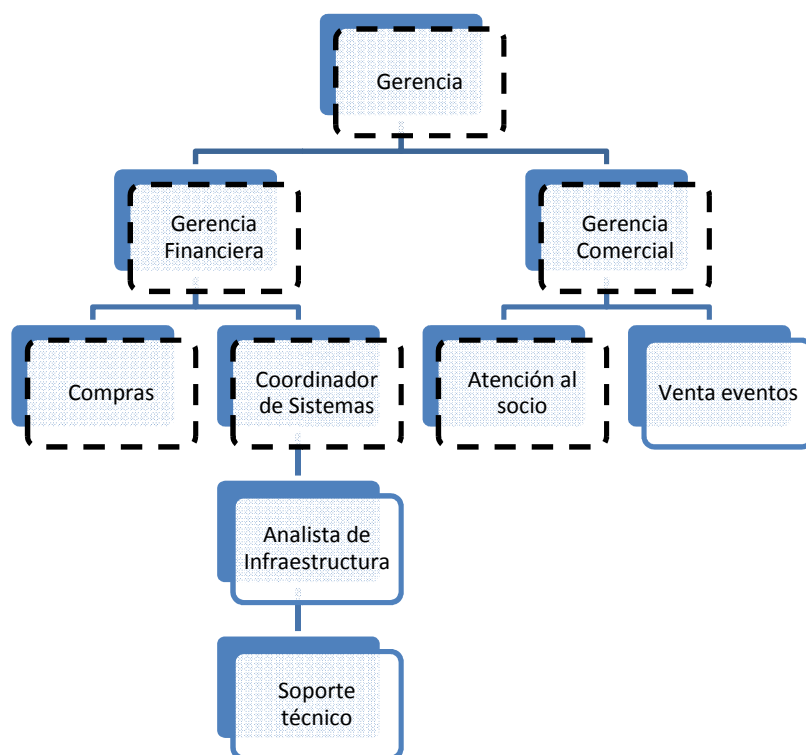 Gerencia
Gerencia
Financiera
Gerencia
Comercial
Compras
Coordinador
de Sistemas
Atención al
socio
Venta eventos
Analista de
Infraestructura
Soporte
técnico